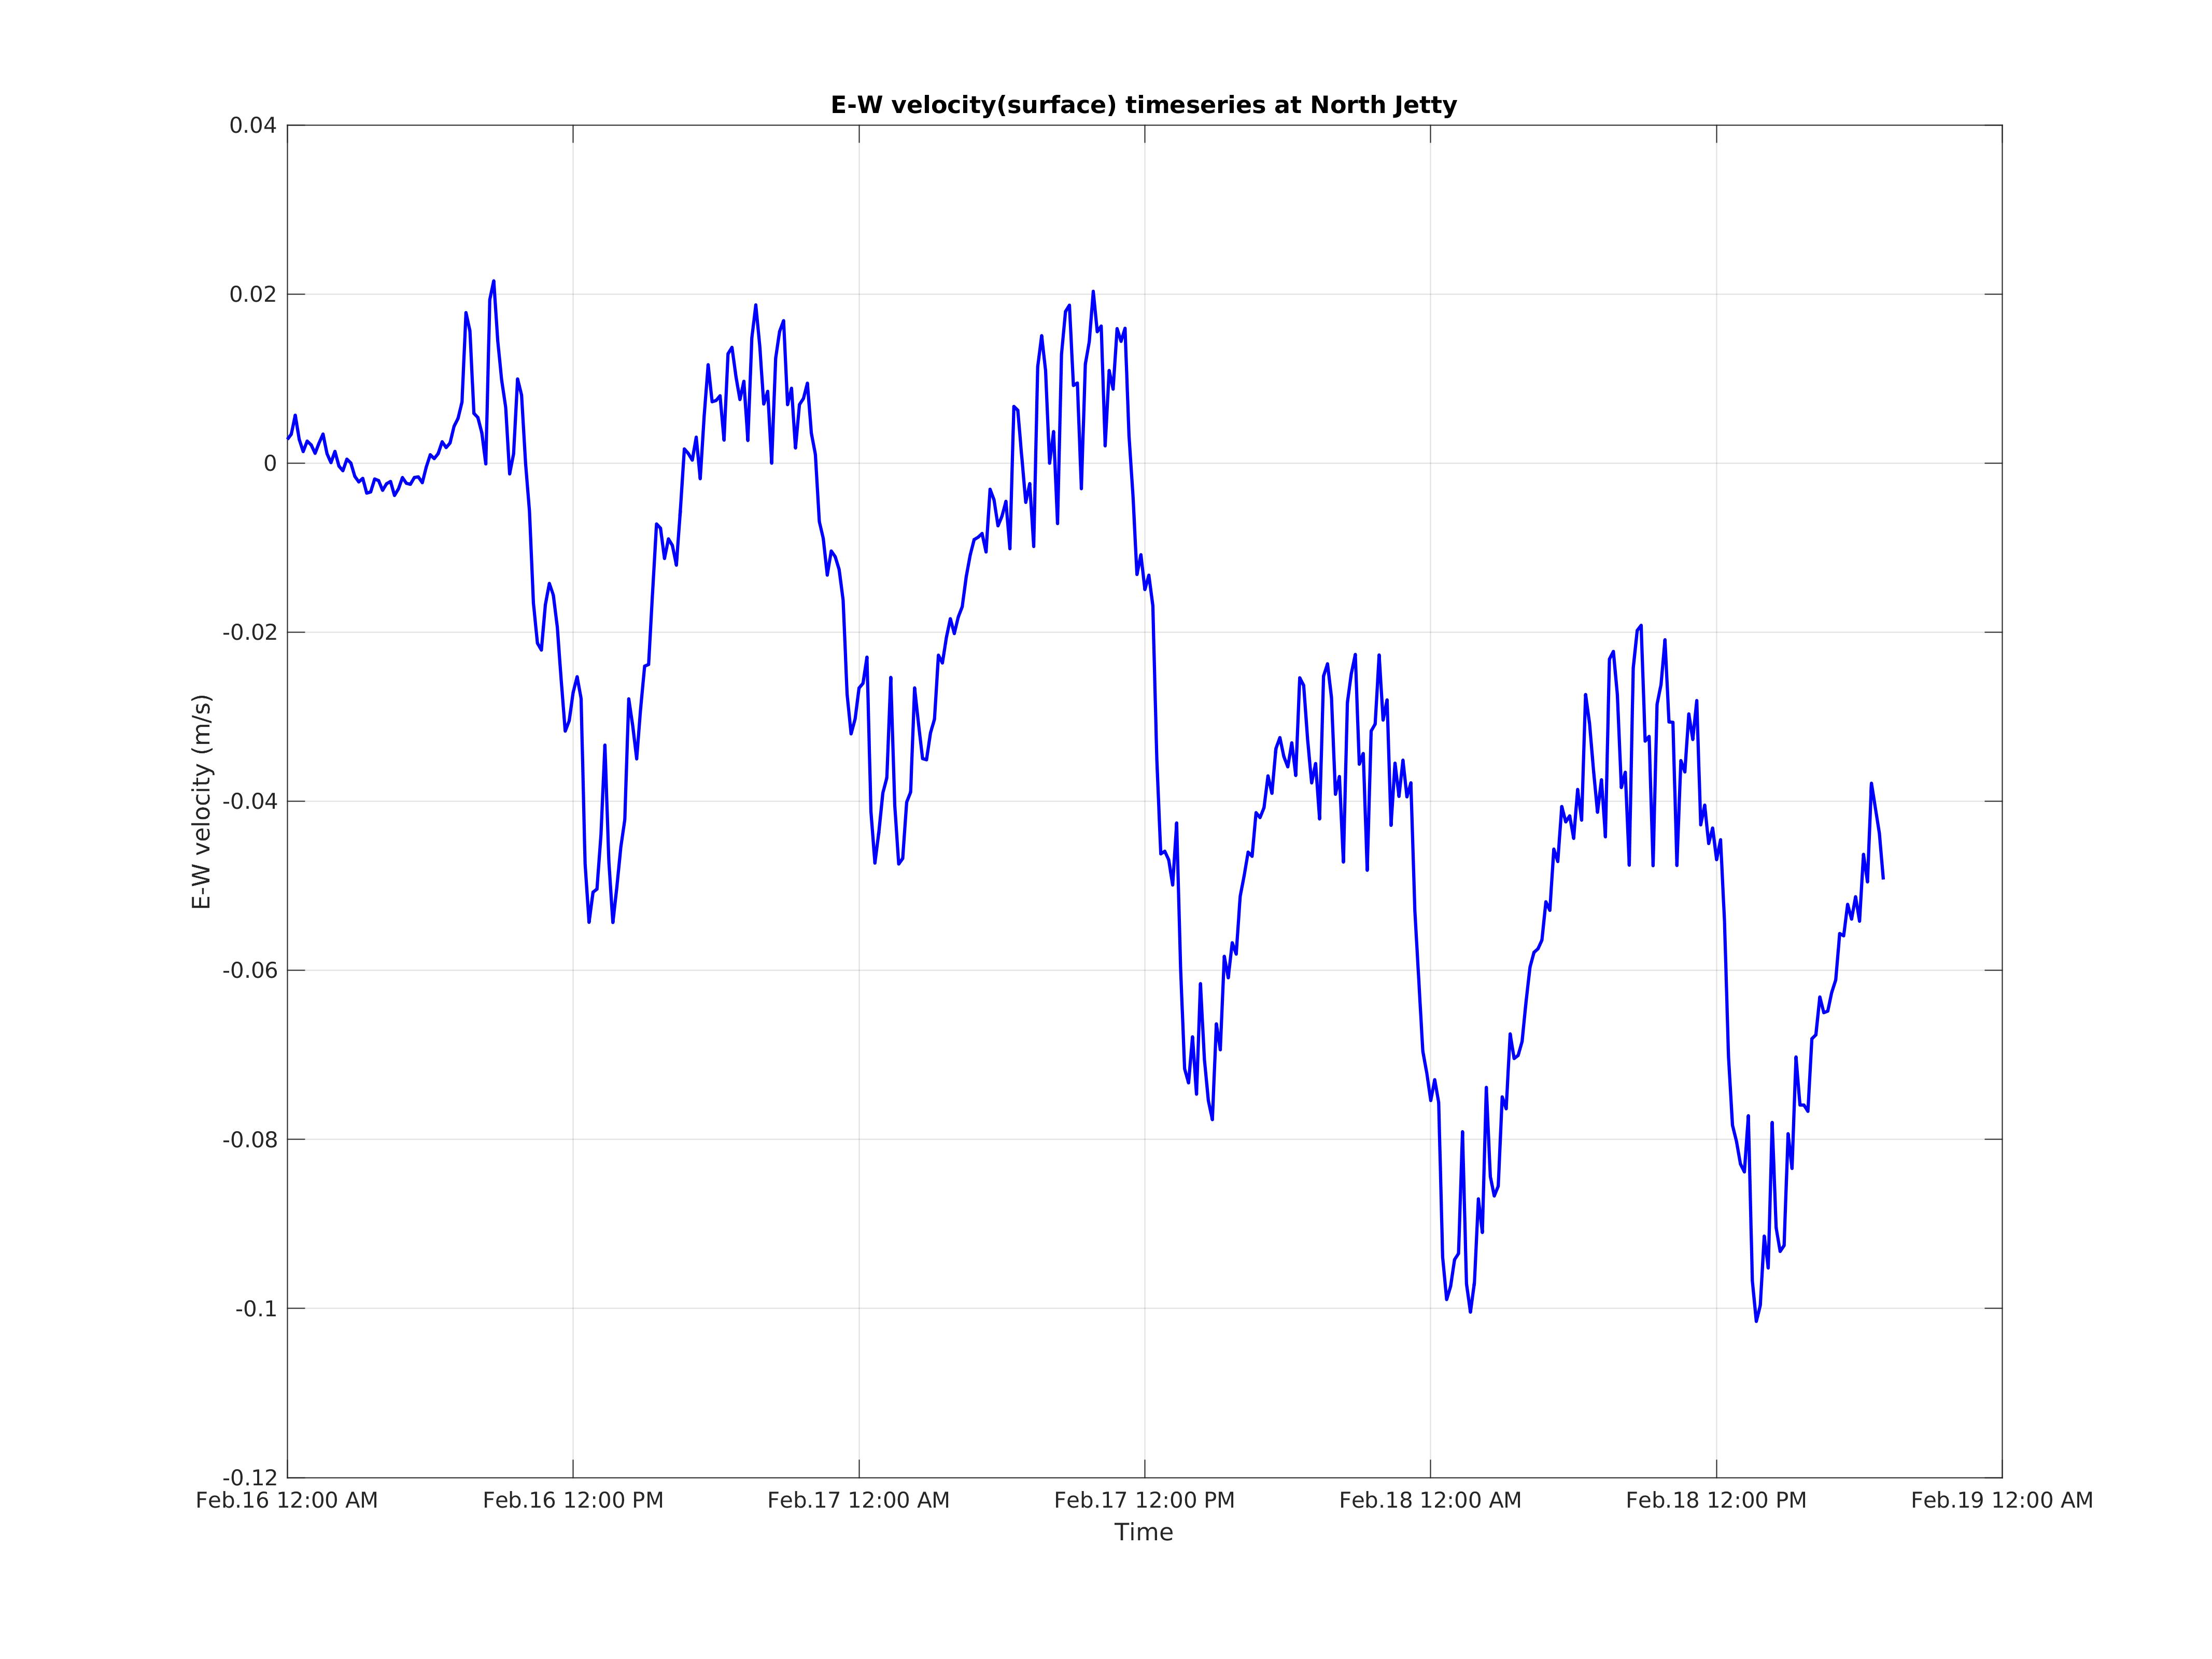 E-W velocity(surface) timeseries at North Jetty
0.04
0.02
0
-0.02
-0.04
-0.06
-0.08
-0.1
-0.12
E-W velocity (m/s)
Feb.16 12:00 AM Feb.16 12:00 PM Feb.17 12:00 AM Feb.17 12:00 PM Feb.18 12:00 AM Feb.18 12:00 PM Feb.19 12:00 AM
Time